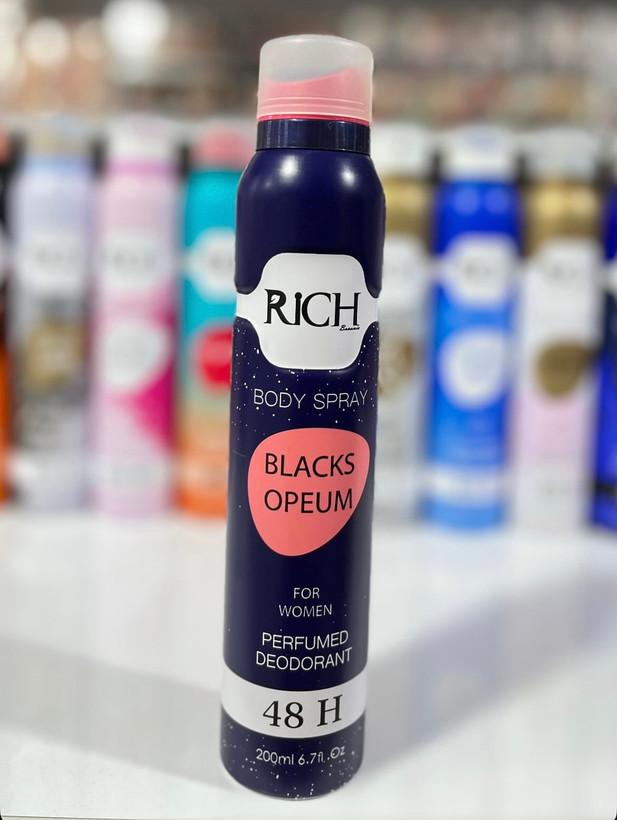 RiCH
BODY SPRAY
BLACKS
OPEUM
FOR
WOMEN
PERFUMED
DEODORANT
48 H
200ml 6.7fl.Oz